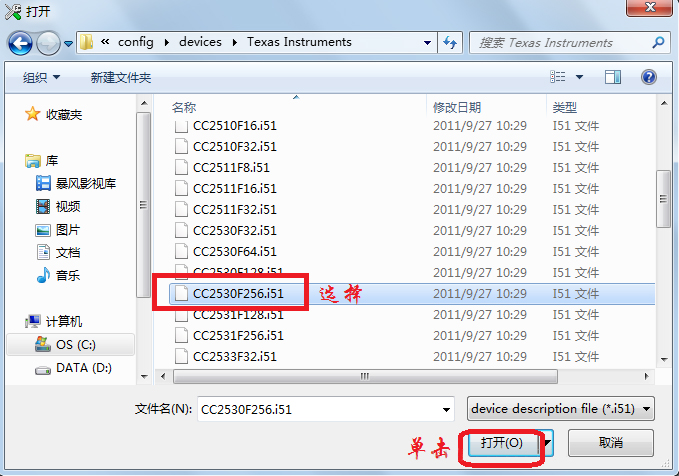 打开
« config devices Texas Instruments
搜索 Texas Instruments
组织 新建文件夹
收藏夹
库
暴风影视库
视频
图片
文档
音乐
计算机
OS (C:)
DATA (D:)
名称 修改日期 类型
CC2510F16.i51 2011/9/27 10:29 I51 文件
CC2510F32.i51 2011/9/27 10:29 I51 文件
CC2511F8.i51 2011/9/27 10:29 I51 文件
CC2511F16.i51 2011/9/27 10:29 I51 文件
CC2511F32.i51 2011/9/27 10:29 I51 文件
CC2530F32.i51 2011/9/27 10:29 I51 文件
CC2530F64.i51 2011/9/27 10:29 I51 文件
CC2530F128.i51 2011/9/27 10:29 I51 文件
CC2530F256.i51 选择 2011/9/27 10:29 I51 文件
CC2531F128.i51 2011/9/27 10:29 I51 文件
CC2531F256.i51 2011/9/27 10:29 I51 文件
CC2533F32.i51 2011/9/27 10:29 I51 文件
文件名(N): CC2530F256.i51 device description file (*.i51)
单击 打开(O) 取消